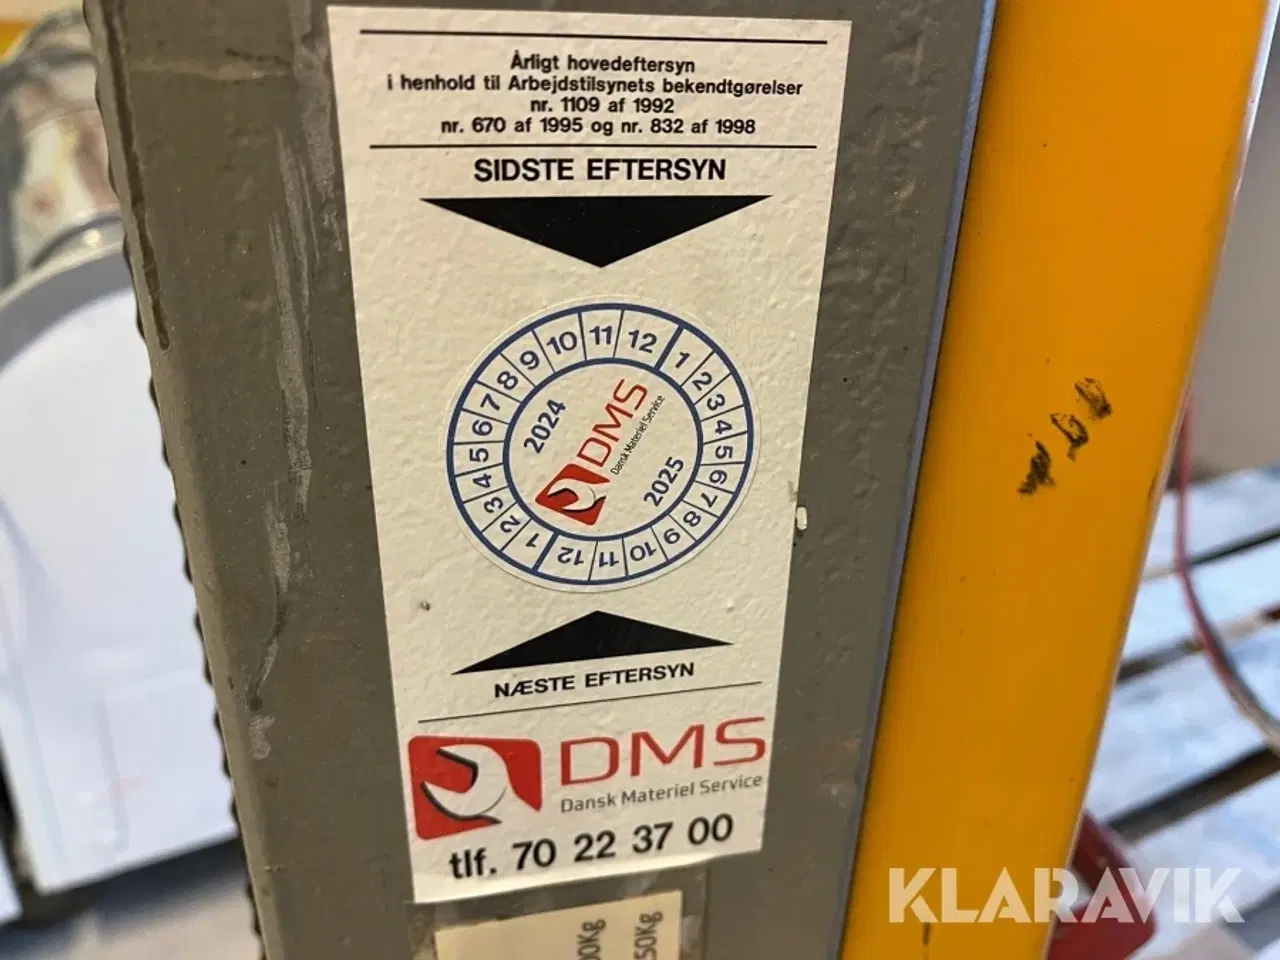 Årligt hovedeftersyn
i henhold til Arbejdstilsynets bekendtgørelser
nr. 1109 af 1992
nr. 670 af 1995 og nr. 832 af 1998
SIDSTE EFTERSYN
1 2 3 4 5 6 7 8 9 10 11 12
2024
DMS
Dansk Materiel Service
2025
1 2 3 4 5 6 7 8 9 10 11 12
NÆSTE EFTERSYN
DMS
Dansk Materiel Service
tlf. 70 22 37 00
KLARAVIK